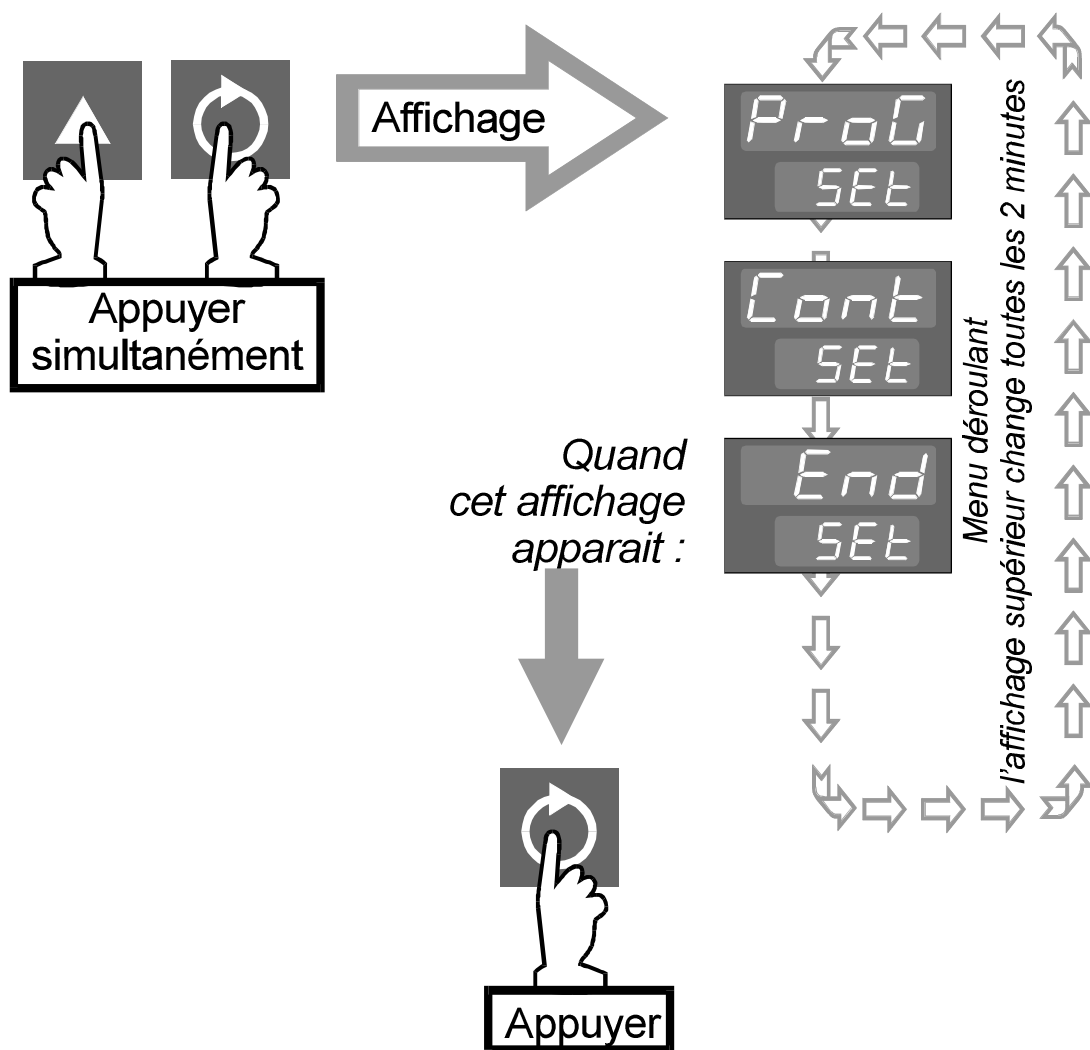 Affichage
Appuyer
simultanément
ProG
SEt
Cont
SEt
End
SEt
Quand
cet affichage
apparait :
Menu déroulant
l'affichage supérieur change toutes les 2 minutes
Appuyer